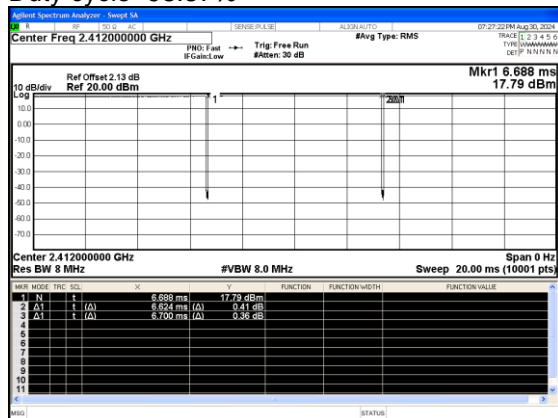 Agilent Spectrum Analyzer - Swept SA
RF 50 Ω AC SENSE:PULSE ALIGN AUTO 07:27:22 PM Aug 30, 2024
Center Freq 2.412000000 GHz #Avg Type: RMS TRACE 1 2 3 4 5 6
PNO: Fast Trig: Free Run TYPE
IFGain:Low #Atten: 30 dB DET P N N N N N
Ref Offset 2.13 dB Mkr1 6.688 ms
10 dB/div Ref 20.00 dBm 17.79 dBm
Log
1
10.0
0.00
-10.0
-20.0
-30.0
-40.0
-50.0
-60.0
-70.0
Center 2.412000000 GHz Span 0 Hz
Res BW 8 MHz #VBW 8.0 MHz Sweep 20.00 ms (10001 pts)
MKR MODE TRC SCL X Y FUNCTION FUNCTION WIDTH FUNCTION VALUE
1 N t 6.688 ms 17.79 dBm
2 Δ1 t (Δ) 6.624 ms (Δ) 0.41 dB
3 Δ1 t (Δ) 6.700 ms (Δ) 0.36 dB
4
5
6
7
8
9
10
11
MSG STATUS